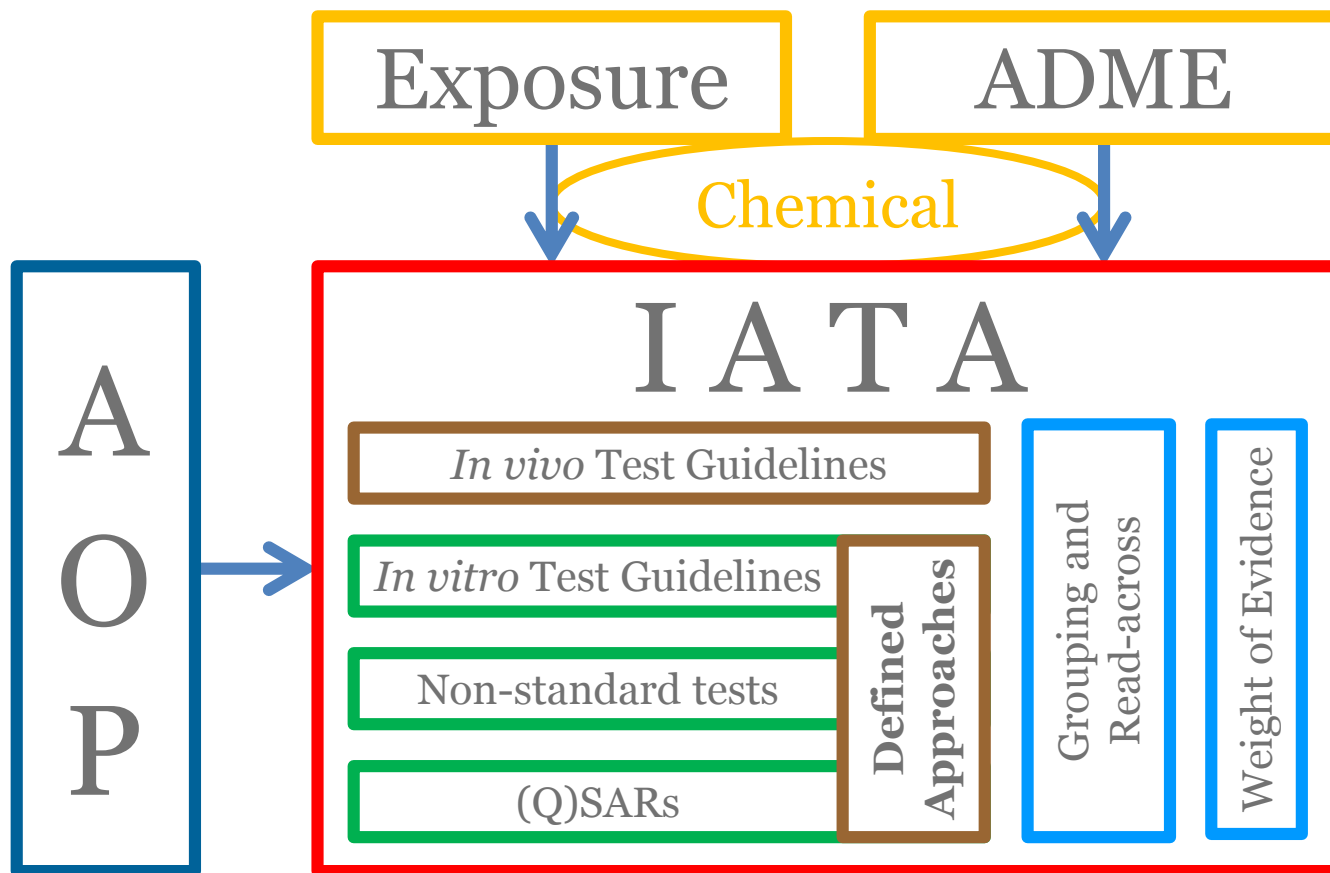 Exposure
ADME
Chemical
A
O
P
I A T A
In vivo Test Guidelines
In vitro Test Guidelines
Non-standard tests
(Q)SARs
Defined
Approaches
Grouping and
Read-across
Weight of Evidence